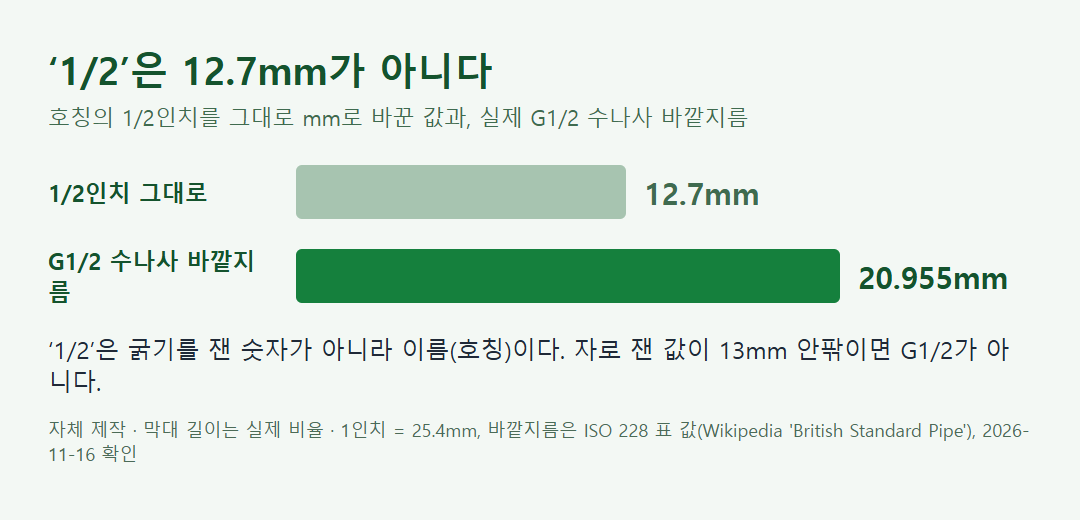 ‘1/2’은 12.7mm가 아니다
호칭의 1/2인치를 그대로 mm로 바꾼 값과, 실제 G1/2 수나사 바깥지름
1/2인치 그대로
12.7mm
G1/2 수나사 바깥지
름
20.955mm
‘1/2’은 굵기를 잰 숫자가 아니라 이름(호칭)이다. 자로 잰 값이 13mm 안팎이면 G1/2가 아
니다.
자체 제작 · 막대 길이는 실제 비율 · 1인치 = 25.4mm, 바깥지름은 ISO 228 표 값(Wikipedia 'British Standard Pipe'), 2026-
11-16 확인